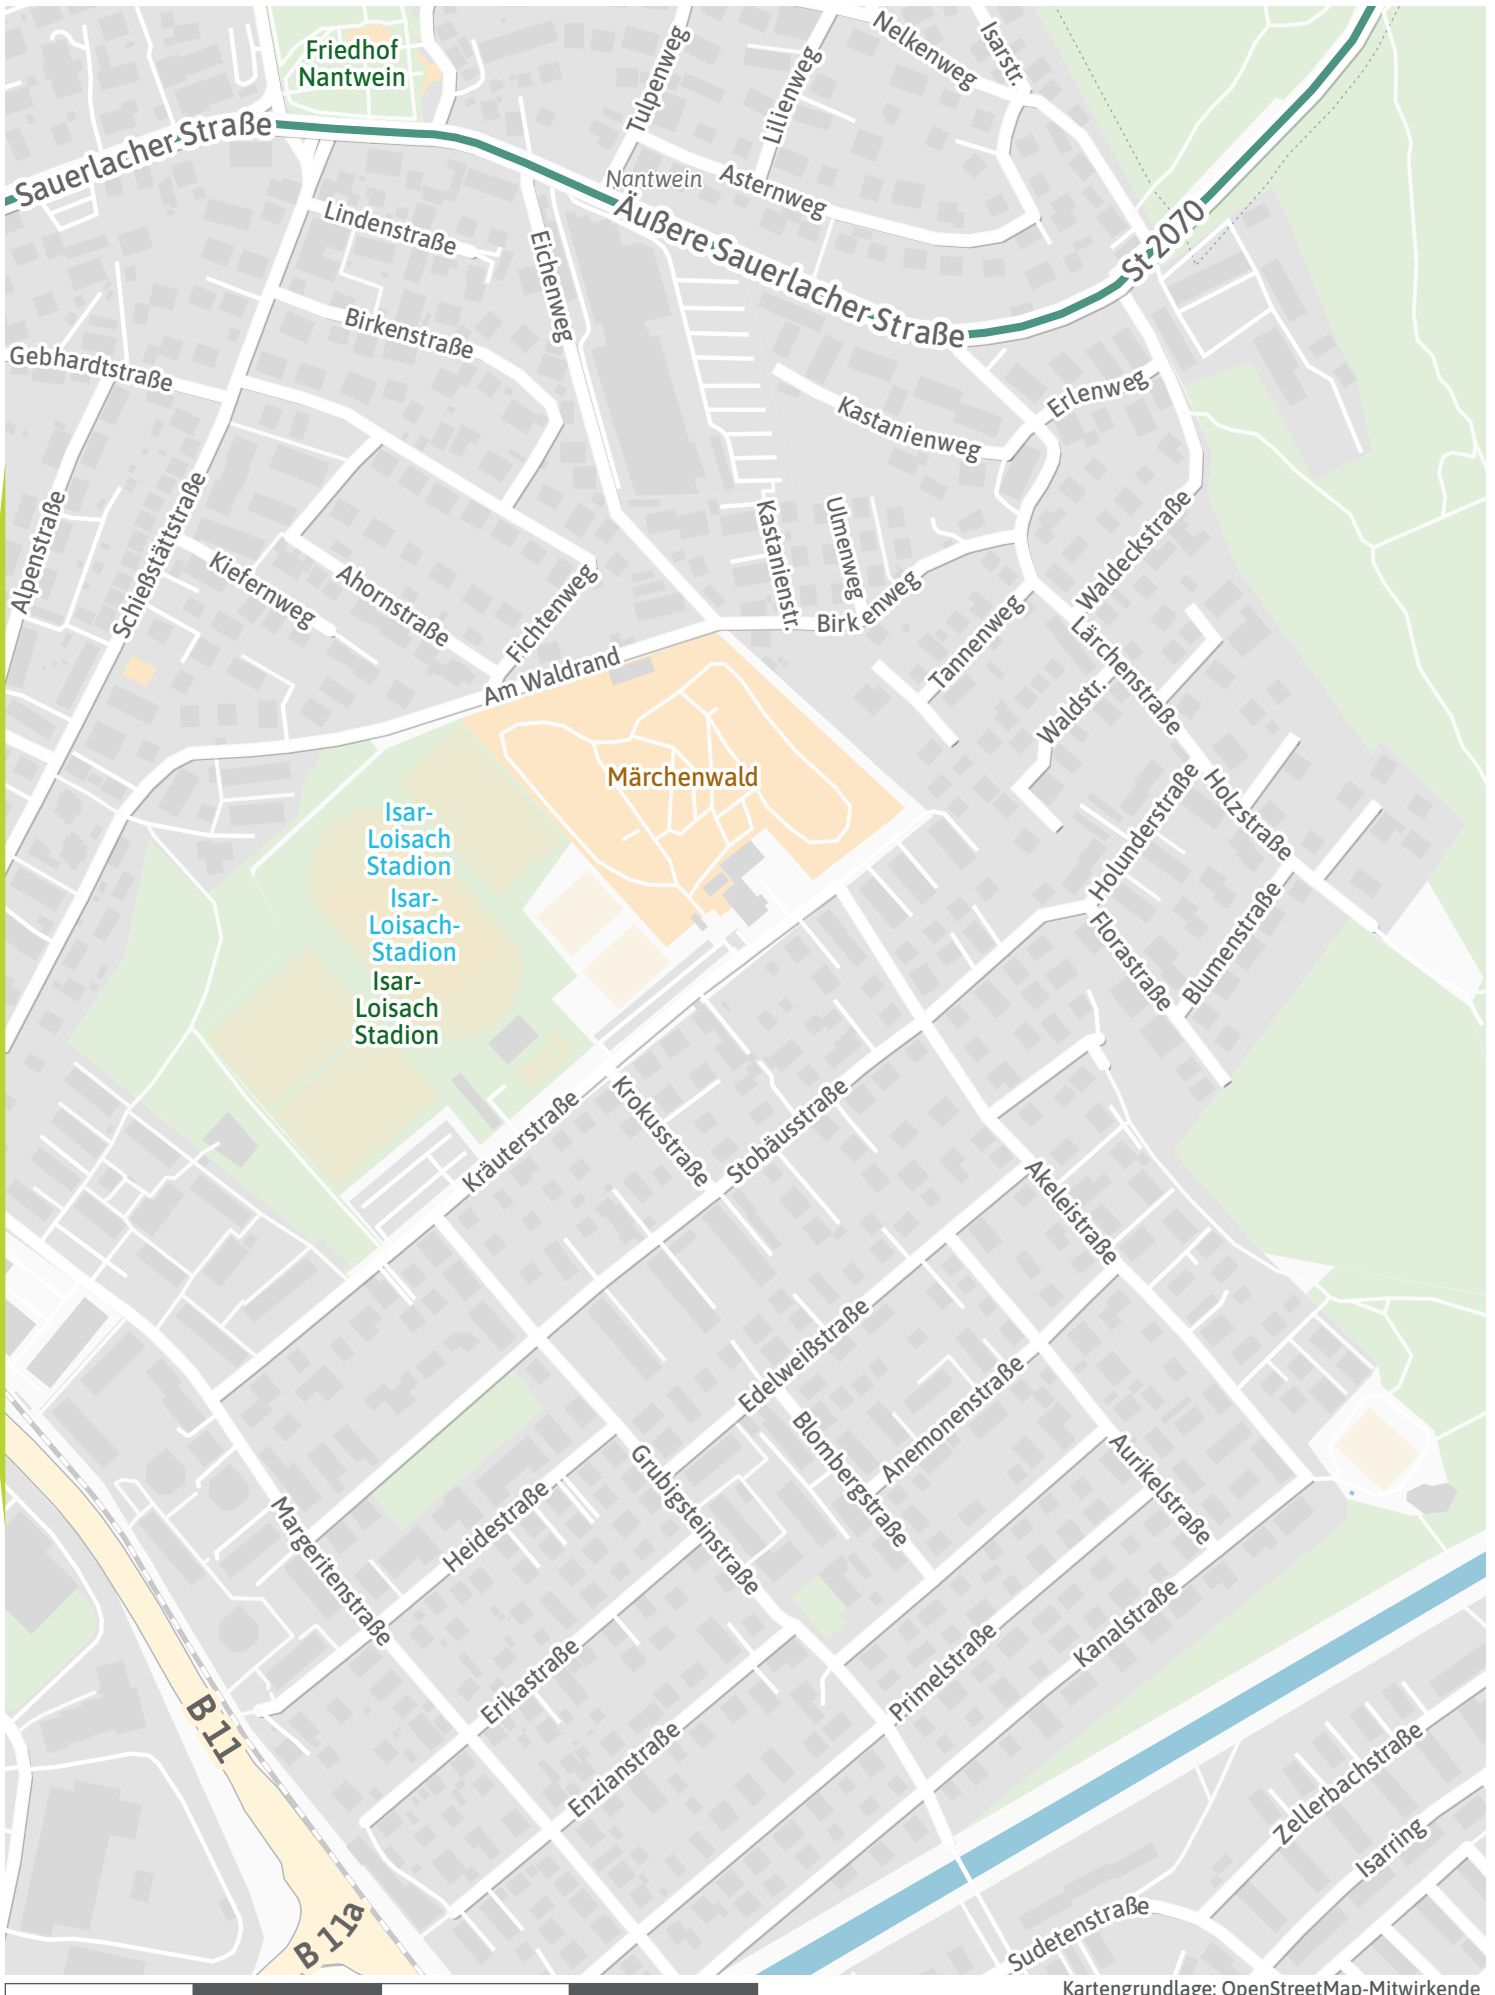 Friedhof
Nantwein
Sauerlacher Straße
Tulpenweg
Lilienweg
Nelkenweg
Isarstr.
Nantwein
Asternweg
Äußere Sauerlacher Straße
St 2070
Lindenstraße
Eichenweg
Birkenstraße
Gebhardtstraße
Kastanienweg
Erlenweg
Alpenstraße
Schießstättstraße
Kiefernweg
Ahornstraße
Fichtenweg
Kastanienstr.
Ulmenweg
Birkenweg
Waldeckstraße
Tannenweg
Lärchenstraße
Am Waldrand
Waldstr.
Märchenwald
Isar-
Loisach
Stadion
Isar-
Loisach-
Stadion
Isar-
Loisach
Stadion
Holunderstraße
Holzstraße
Florastraße
Blumenstraße
Kräuterstraße
Krokusstraße
Stobäusstraße
Akeleistraße
Edelweißstraße
Anemonenstraße
Blombergstraße
Aurikelstraße
Grubigsteinstraße
Heidestraße
Margeritenstraße
Erikastraße
Enzianstraße
Primelstraße
Kanalstraße
B 11
B 11a
Zellerbachstraße
Isarring
Sudetenstraße
Kartengrundlage: OpenStreetMap-Mitwirkende